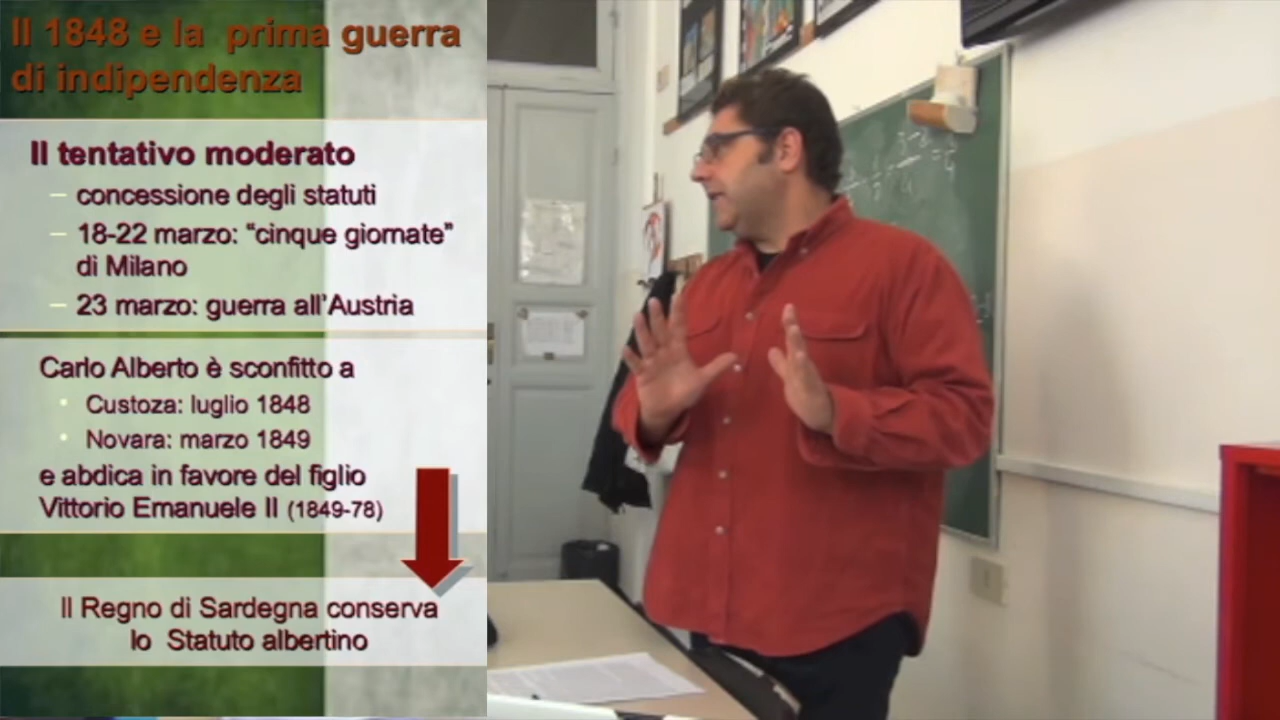 Il 1848 e la prima guerra
di indipendenza
Il tentativo moderato
– concessione degli statuti
– 18-22 marzo: “cinque giornate”
di Milano
– 23 marzo: guerra all’Austria
Carlo Alberto è sconfitto a
• Custoza: luglio 1848
• Novara: marzo 1849
e abdica in favore del figlio
Vittorio Emanuele II (1849-78)
Il Regno di Sardegna conserva
lo Statuto albertino